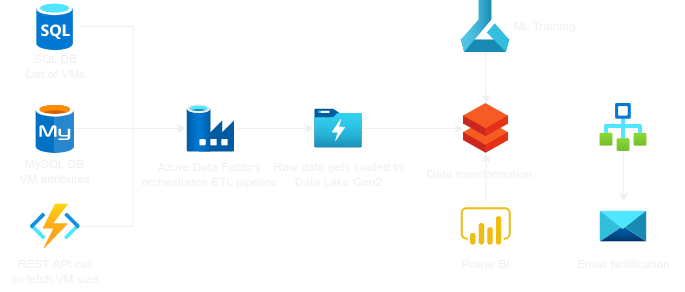 SQL
SQL DB
List of VMs
My
MySQL DB
VM attributes
REST API call
to fetch VM size
Azure Data Factory
orchestrates ETL pipeline
Raw data gets loaded to
Data Lake Gen2
ML Training
Data transformation
Power BI
Email Notification